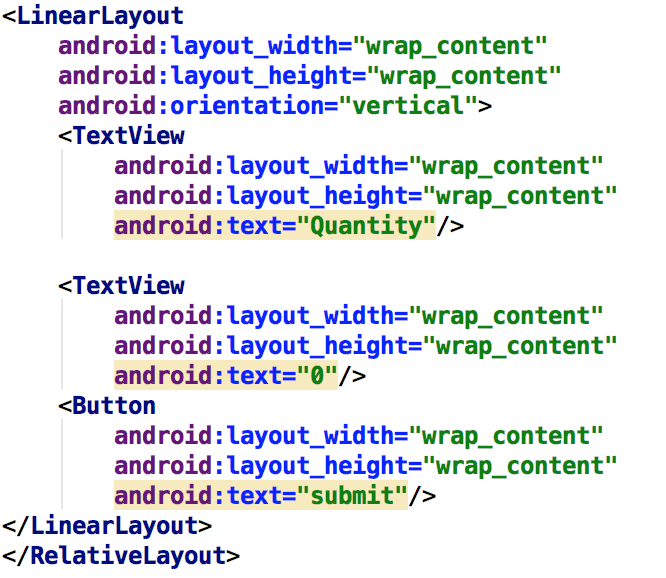 <LinearLayout
    android:layout_width="wrap_content"
    android:layout_height="wrap_content"
    android:orientation="vertical">
    <TextView
        android:layout_width="wrap_content"
        android:layout_height="wrap_content"
        android:text="Quantity"/>

    <TextView
        android:layout_width="wrap_content"
        android:layout_height="wrap_content"
        android:text="0"/>
    <Button
        android:layout_width="wrap_content"
        android:layout_height="wrap_content"
        android:text="submit"/>
</LinearLayout>
</RelativeLayout>